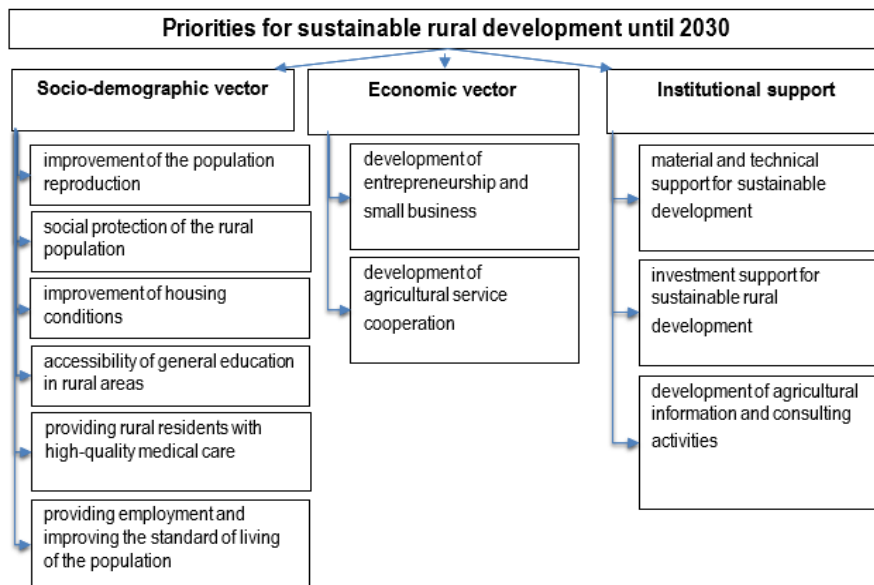 Priorities for sustainable rural development until 2030
Socio-demographic vector
improvement of the population
reproduction
social protection of the rural
population
improvement of housing
conditions
accessibility of general education
in rural areas
providing rural residents with
high-quality medical care
providing employment and
improving the standard of living
of the population
Economic vector
development of
entrepreneurship and
small business
development of
agricultural service
cooperation
Institutional support
material and technical
support for sustainable
development
investment support for
sustainable rural
development
development of agricultural
information and consulting
activities